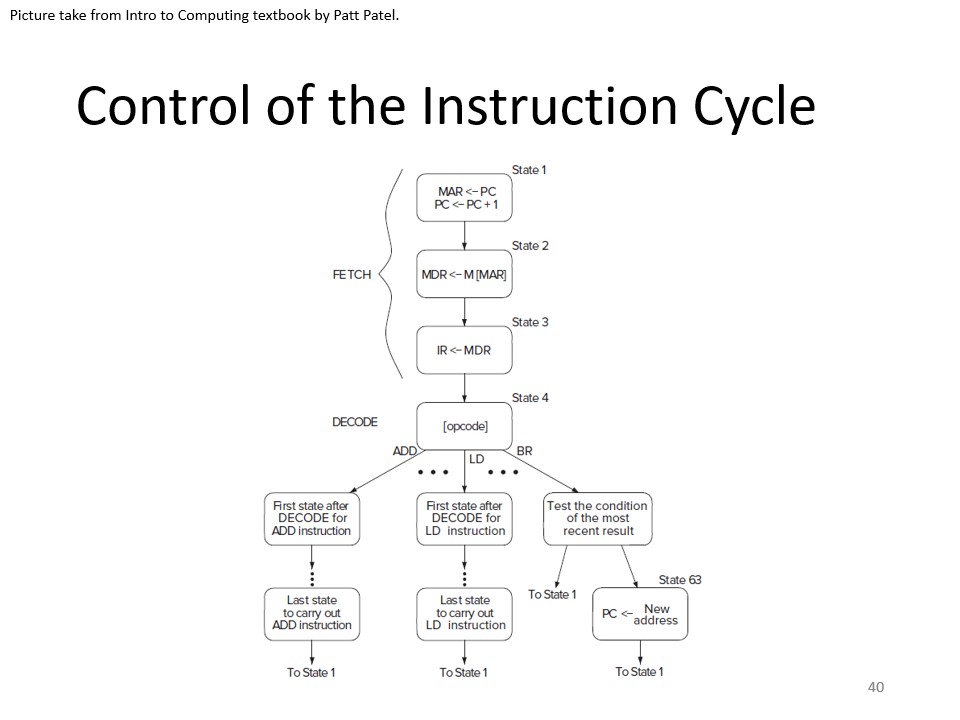 Picture take from Intro to Computing textbook by Patt Patel.
Control of the Instruction Cycle
State 1
MAR <– PC
PC <– PC + 1
State 2
FETCH
MDR <– M [MAR]
State 3
IR <– MDR
State 4
DECODE
[opcode]
ADD
LD
BR
First state after
DECODE for
ADD instruction
First state after
DECODE for
LD instruction
Test the condition
of the most
recent result
To State 1
State 63
Last state
to carry out
ADD instruction
Last state
to carry out
LD instruction
PC <– New
address
To State 1
To State 1
To State 1
40